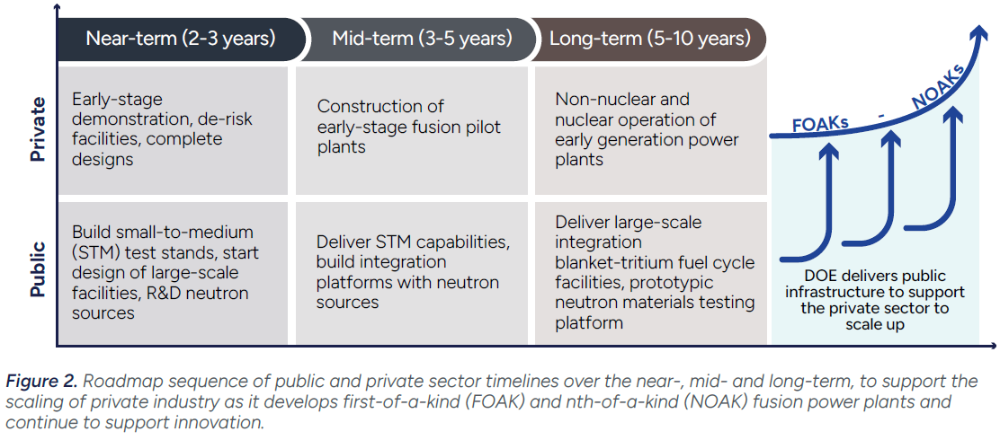 Near-term (2-3 years)
Mid-term (3-5 years)
Long-term (5-10 years)
Private
Early-stage
demonstration, de-risk
facilities, complete
designs
Construction of
early-stage fusion pilot
plants
Non-nuclear and
nuclear operation of
early generation power
plants
FOAKs - NOAKs
Public
Build small-to-medium
(STM) test stands, start
design of large-scale
facilities, R&D neutron
sources
Deliver STM capabilities,
build integration
platforms with neutron
sources
Deliver large-scale
integration
blanket-tritium fuel cycle
facilities, prototypic
neutron materials testing
platform
DOE delivers public
infrastructure to support
the private sector to
scale up
Figure 2. Roadmap sequence of public and private sector timelines over the near-, mid- and long-term, to support the
scaling of private industry as it develops first-of-a-kind (FOAK) and nth-of-a-kind (NOAK) fusion power plants and
continue to support innovation.